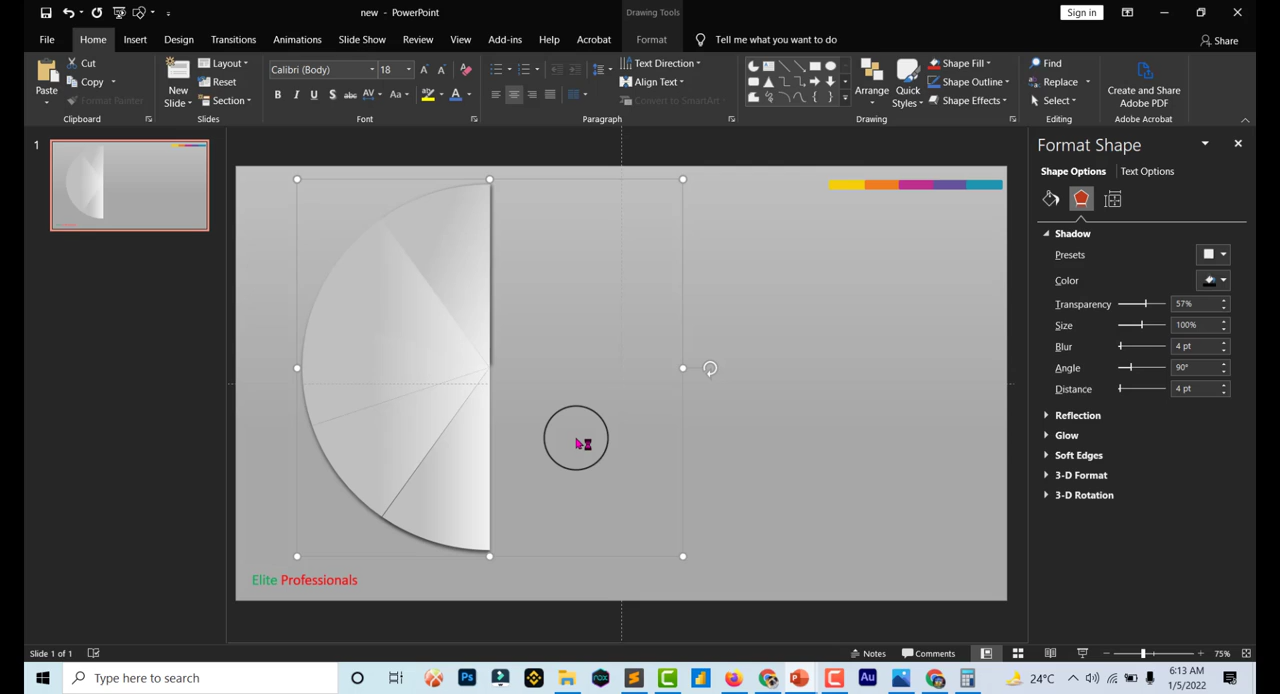 new - PowerPoint
Drawing Tools
Sign in
File
Home
Insert
Design
Transitions
Animations
Slide Show
Review
View
Add-ins
Help
Acrobat
Format
Tell me what you want to do
Share
Paste
Cut
Copy
Format Painter
Clipboard
New
Slide
Layout
Reset
Section
Slides
Calibri (Body)
18
B I U S abc AV Aa A
Font
Text Direction
Align Text
Convert to SmartArt
Paragraph
Arrange
Quick
Styles
Shape Fill
Shape Outline
Shape Effects
Drawing
Find
Replace
Select
Editing
Create and Share
Adobe PDF
Adobe Acrobat
1
Elite Professionals
Format Shape
Shape Options
Text Options
Shadow
Presets
Color
Transparency 57%
Size 100%
Blur 4 pt
Angle 90°
Distance 4 pt
Reflection
Glow
Soft Edges
3-D Format
3-D Rotation
Slide 1 of 1
Notes
Comments
75%
Type here to search
Ps
nox
Au
24°C
6:13 AM
1/5/2022